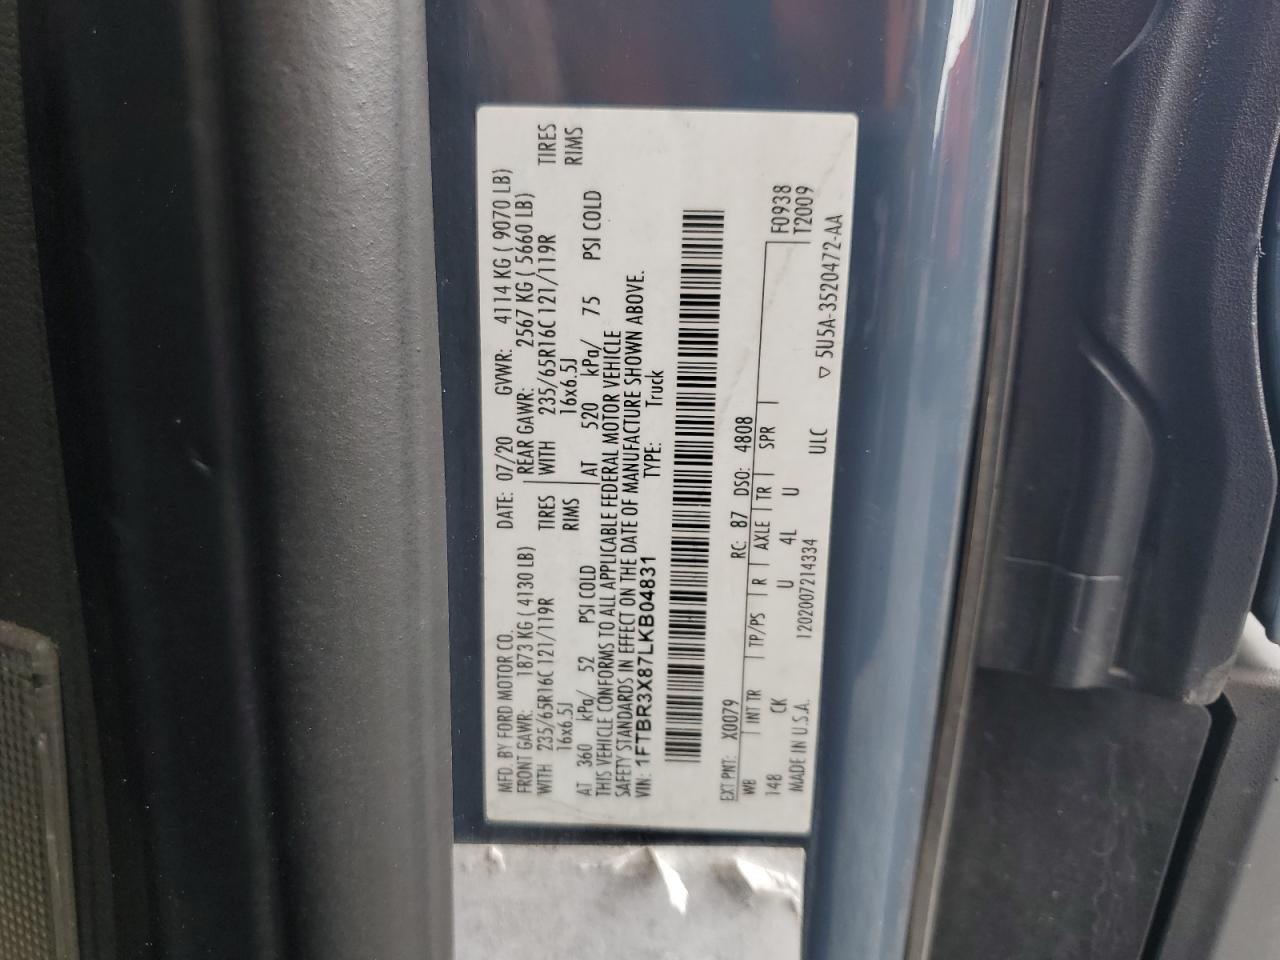 MFD. BY FORD MOTOR CO.
DATE: 07/20 GVWR: 4114 KG ( 9070 LB)
FRONT GAWR: 1873 KG ( 4130 LB) REAR GAWR: 2567 KG ( 5660 LB)
WITH 235/65R16C 121/119R TIRES WITH 235/65R16C 121/119R TIRES
16x6.5J RIMS 16x6.5J RIMS
AT 360 kPa/ 52 PSI COLD AT 520 kPa/ 75 PSI COLD
THIS VEHICLE CONFORMS TO ALL APPLICABLE FEDERAL MOTOR VEHICLE
SAFETY STANDARDS IN EFFECT ON THE DATE OF MANUFACTURE SHOWN ABOVE.
VIN: 1FTBR3X87LKB04831 TYPE: Truck
EXT PNT: X0079 RC: 87 DSO: 4808
WB INT TR TP/PS R AXLE TR SPR F0938
148 CK U 4L U T2009
MADE IN U.S.A. 1202007214334 ULC ▽ 5U5A-3520472-AA